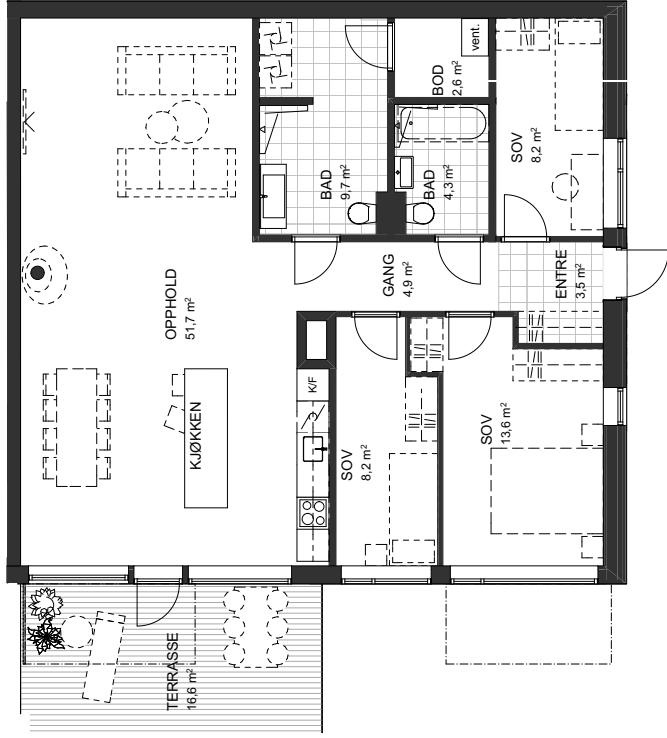 vent.
BOD
2,6 m²
SOV
8,2 m²
BAD
9,7 m²
BAD
4,3 m²
GANG
4,9 m²
ENTRE
3,5 m²
OPPHOLD
51,7 m²
K/F
KJØKKEN
SOV
8,2 m²
SOV
13,6 m²
TERRASSE
16,6 m²